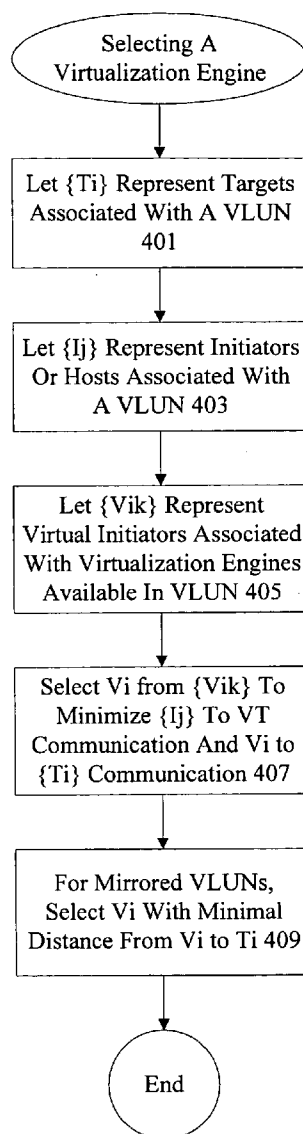 Selecting A
Virtualization Engine
Let {Ti} Represent Targets
Associated With A VLUN
401
Let {Ij} Represent Initiators
Or Hosts Associated With
A VLUN 403
Let {Vik} Represent
Virtual Initiators Associated
With Virtualization Engines
Available In VLUN 405
Select Vi from {Vik} To
Minimize {Ij} To VT
Communication And Vi to
{Ti} Communication 407
For Mirrored VLUNs,
Select Vi With Minimal
Distance From Vi to Ti 409
End